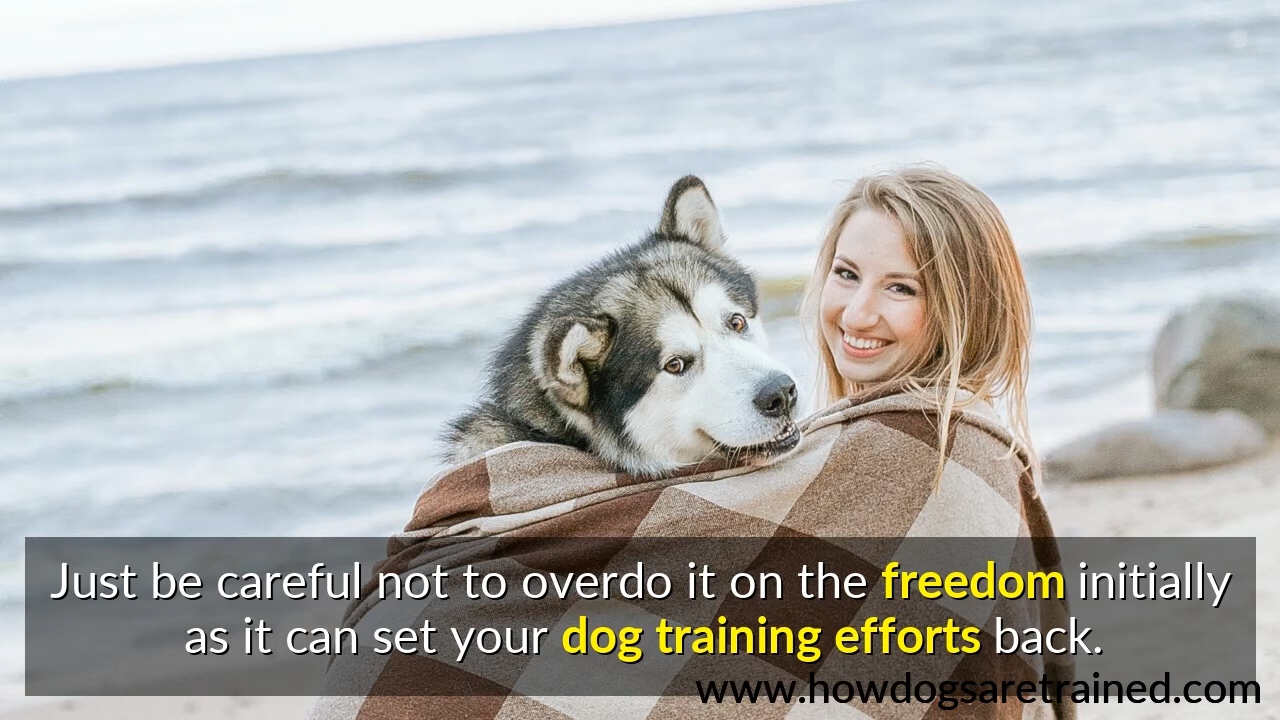 Just be careful not to overdo it on the freedom initially
as it can set your dog training efforts back.
www.howdogsaretrained.com